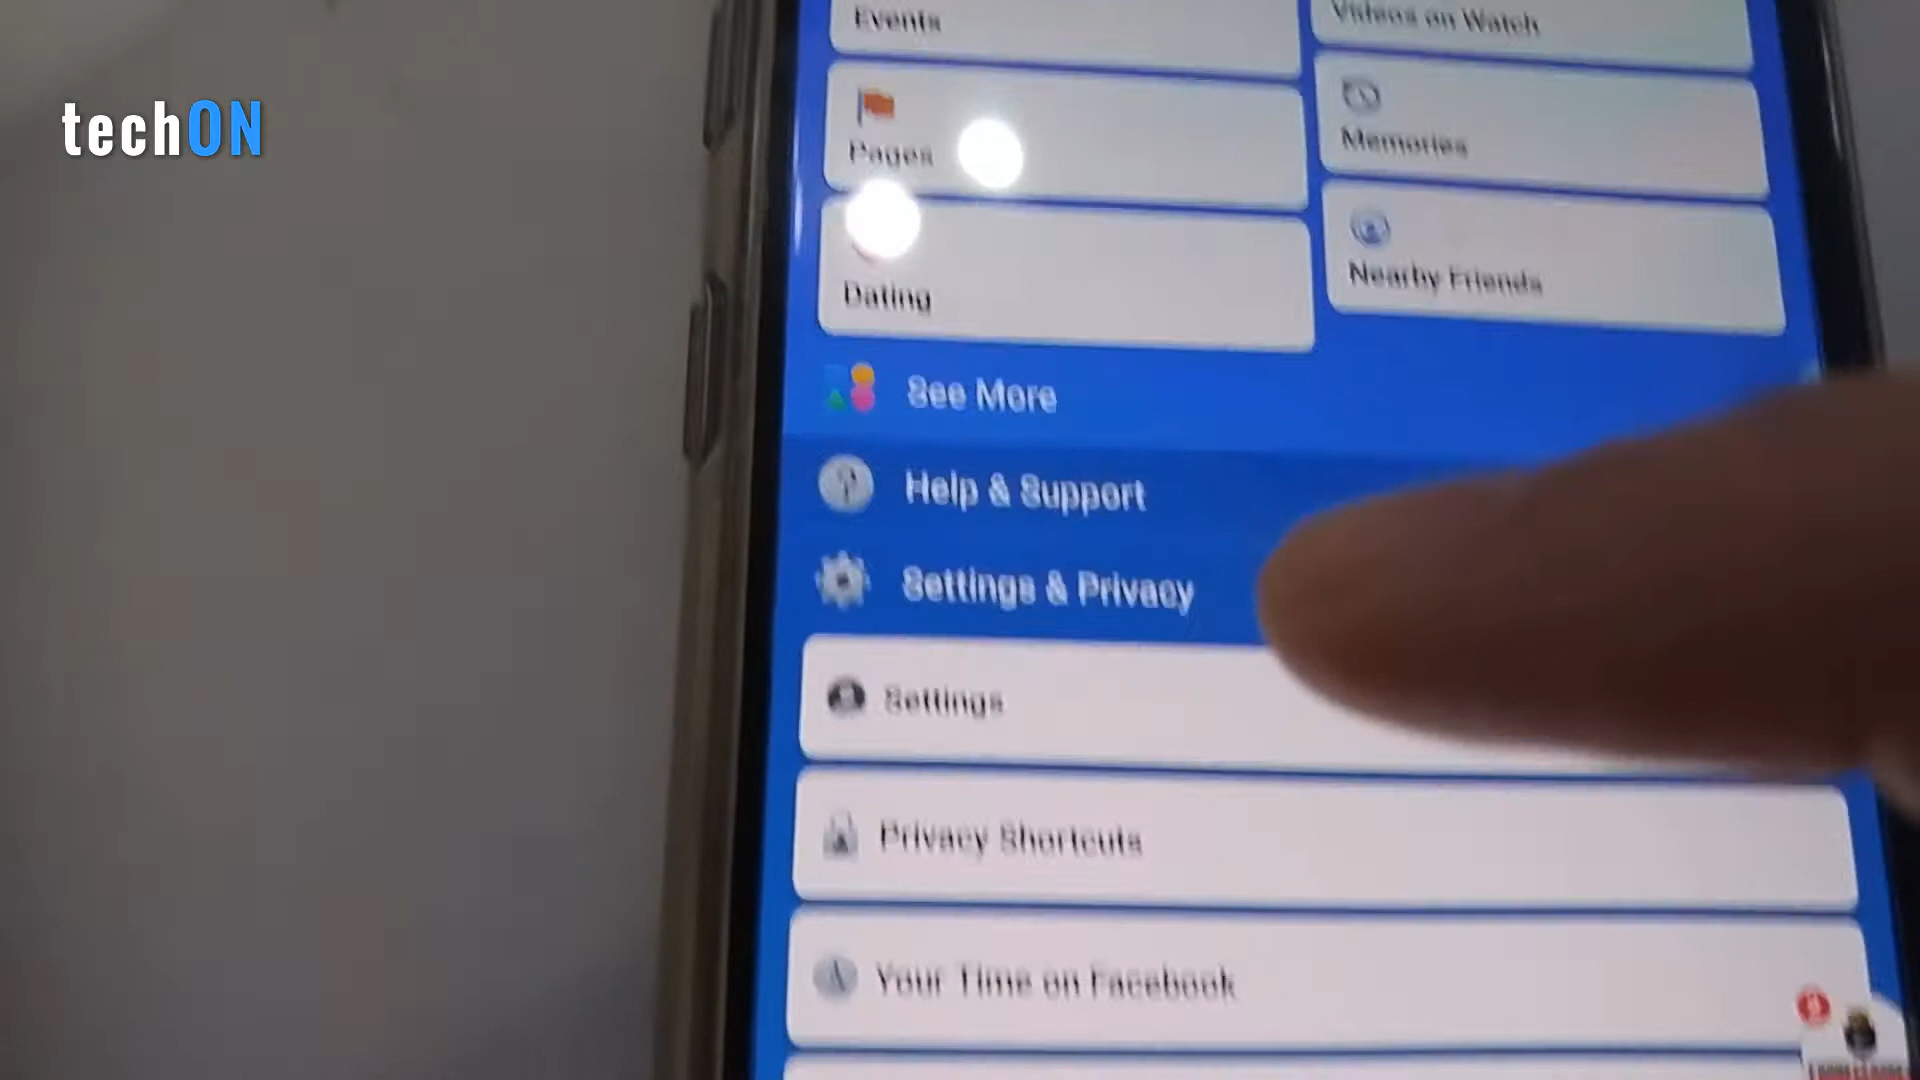 techON
Events
Videos on Watch
Pages
Memories
Dating
Nearby Friends
See More
Help & Support
Settings & Privacy
Settings
Privacy Shortcuts
Your Time on Facebook